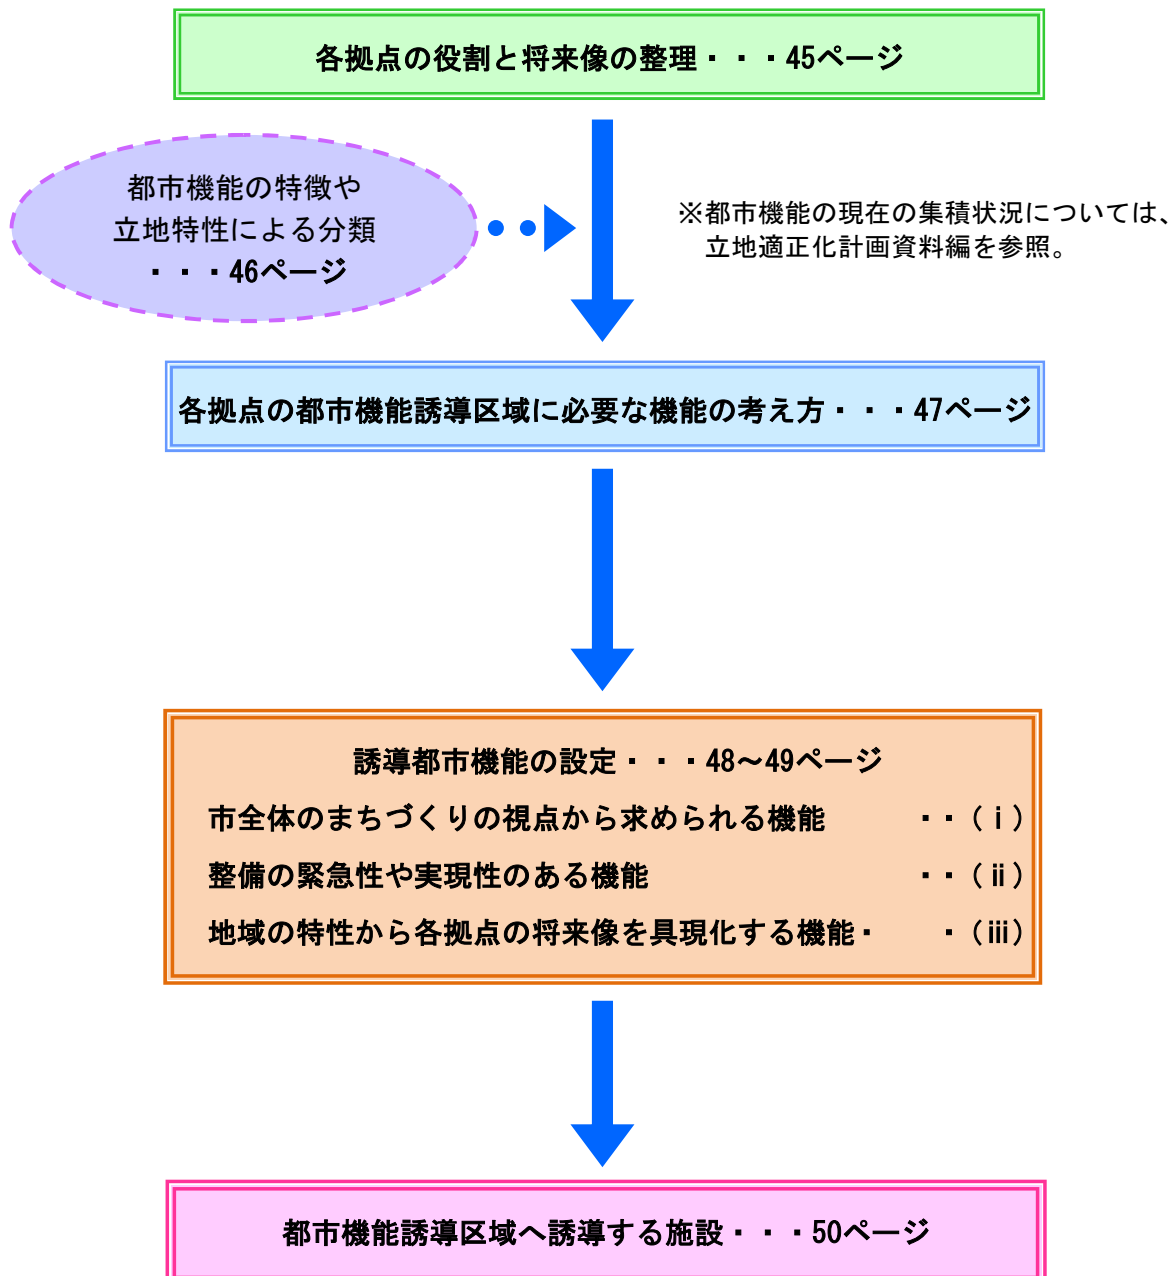 各拠点の役割と将来像の整理・・・45ページ
都市機能の特徴や
立地特性による分類
・・・46ページ
※都市機能の現在の集積状況については、
立地適正化計画資料編を参照。
各拠点の都市機能誘導区域に必要な機能の考え方・・・47ページ
誘導都市機能の設定・・・48～49ページ
市全体のまちづくりの視点から求められる機能　　　・・（ⅰ）
整備の緊急性や実現性のある機能　　　　　　　　　・・（ⅱ）
地域の特性から各拠点の将来像を具現化する機能・　　・（ⅲ）
都市機能誘導区域へ誘導する施設・・・50ページ